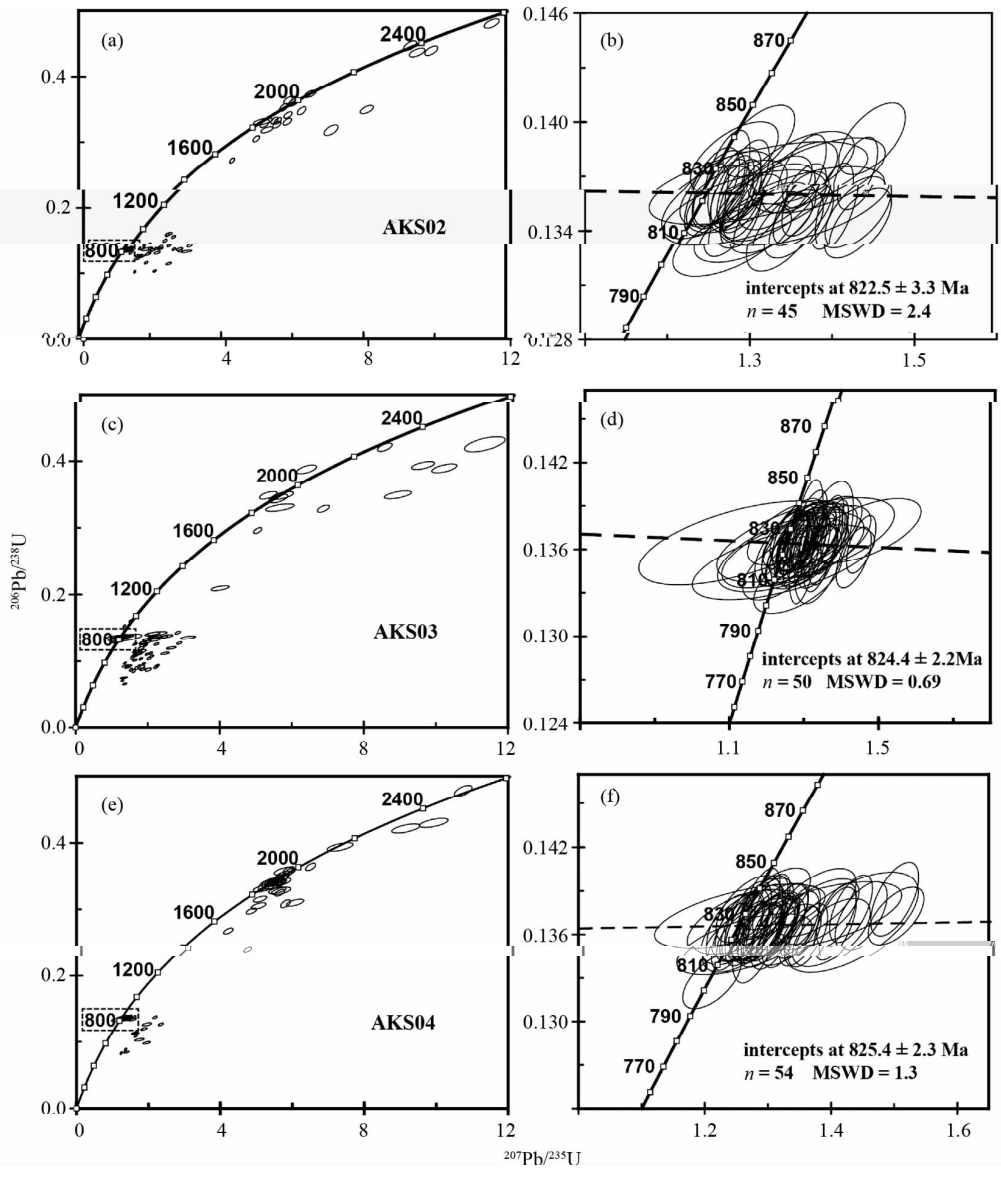 (a)
2400
2000
1600
1200
800
AKS02
0.4
0.2
0.0
0 4 8 12
(b)
0.146
0.140
0.134
0.128
870
850
830
810
790
intercepts at 822.5 ± 3.3 Ma
n = 45 MSWD = 2.4
1.3 1.5
(c)
2400
2000
1600
1200
800
AKS03
0.4
0.2
0.0
0 4 8 12
²⁰⁶Pb/²³⁸U
(d)
0.142
0.136
0.130
0.124
870
850
830
810
790
770
intercepts at 824.4 ± 2.2Ma
n = 50 MSWD = 0.69
1.1 1.5
(e)
2400
2000
1600
1200
800
AKS04
0.4
0.2
0.0
0 4 8 12
(f)
0.142
0.136
0.130
870
850
830
810
790
770
intercepts at 825.4 ± 2.3 Ma
n = 54 MSWD = 1.3
1.2 1.4 1.6
²⁰⁷Pb/²³⁵U